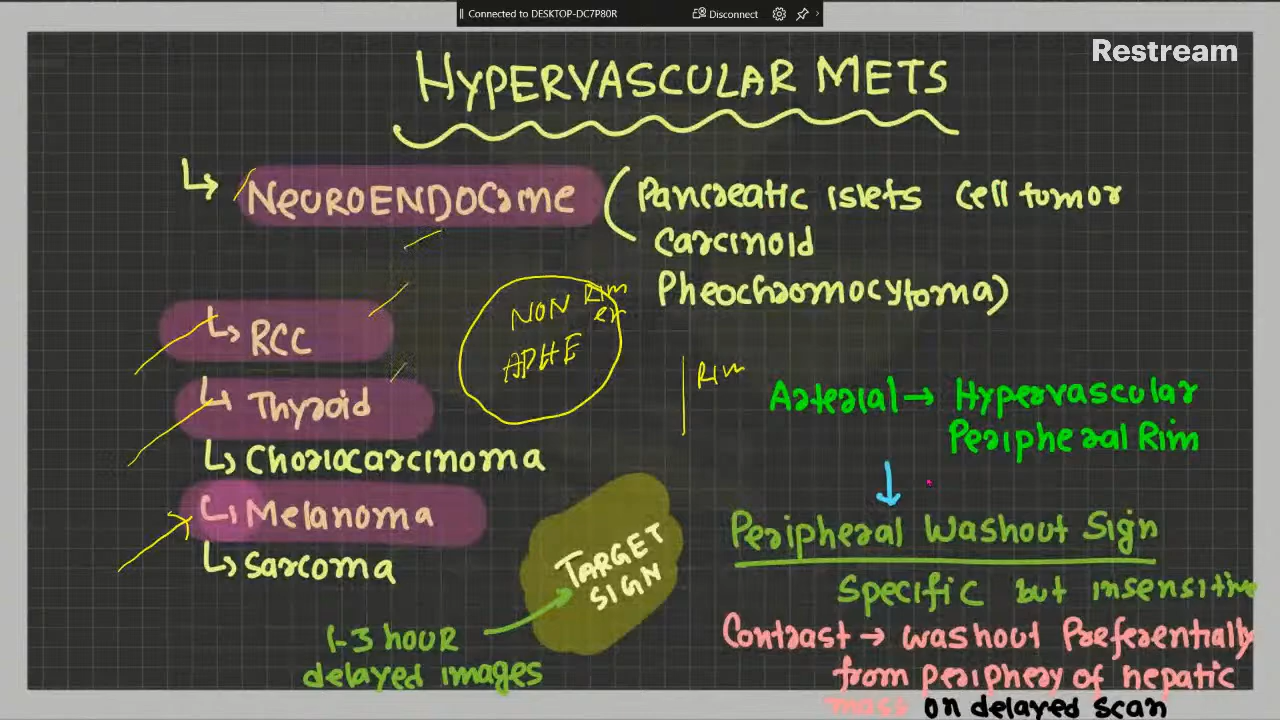 Connected to DESKTOP-DC7P80R
Disconnect
Restream
HYPERVASCULAR METS
NEUROENDOCrine (Pancreatic islets cell tumor
carcinoid
Pheochromocytoma)
NON Rim
APHE
RCC
Rim
Thyroid
Arterial → Hypervascular
Peripheral Rim
Choriocarcinoma
Melanoma
Sarcoma
TARGET
SIGN
1-3 hour
delayed images
Peripheral Washout Sign
Specific but insensitive
Contrast → washout Preferentially
from periphery of hepatic
mass on delayed scan